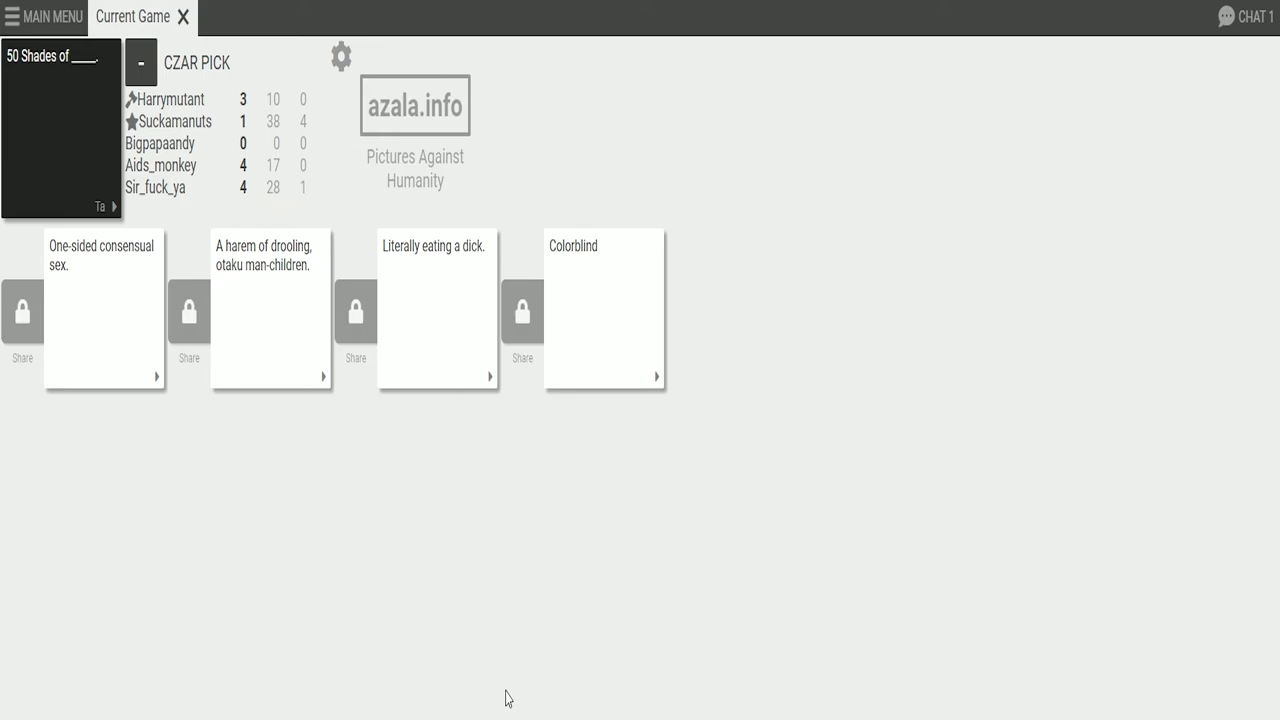 MAIN MENU
Current Game
CHAT 1
50 Shades of ____.
Ta
-
CZAR PICK
Harrymutant 3 10 0
Suckamanuts 1 38 4
Bigpapaandy 0 0 0
Aids_monkey 4 17 0
Sir_fuck_ya 4 28 1
azala.info
Pictures Against
Humanity
Share
One-sided consensual
sex.
Share
A harem of drooling,
otaku man-children.
Share
Literally eating a dick.
Share
Colorblind